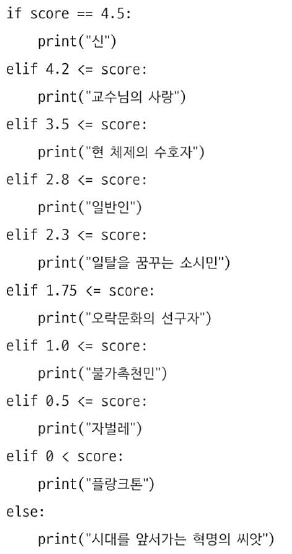 if score == 4.5:
    print("신")
elif 4.2 <= score:
    print("교수님의 사랑")
elif 3.5 <= score:
    print("현 체제의 수호자")
elif 2.8 <= score:
    print("일반인")
elif 2.3 <= score:
    print("일탈을 꿈꾸는 소시민")
elif 1.75 <= score:
    print("오락문화의 선구자")
elif 1.0 <= score:
    print("불가촉천민")
elif 0.5 <= score:
    print("자벌레")
elif 0 < score:
    print("플랑크톤")
else:
    print("시대를 앞서가는 혁명의 씨앗")